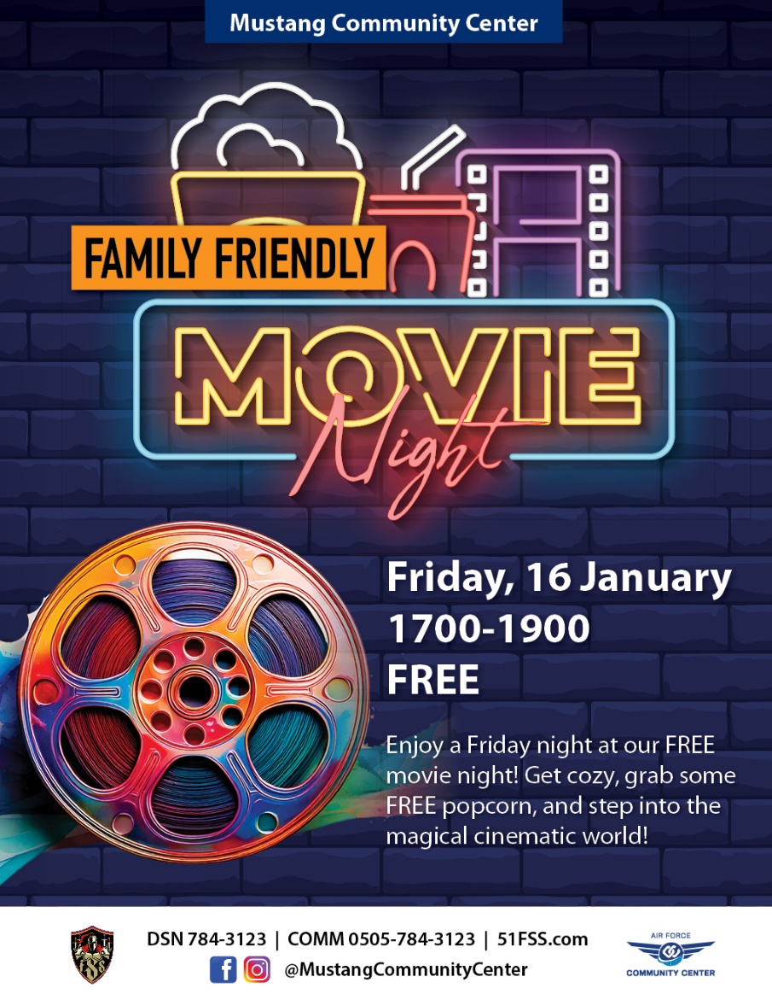 Mustang Community Center
FAMILY FRIENDLY
MOVIE
Night
Friday, 16 January
1700-1900
FREE
Enjoy a Friday night at our FREE
movie night! Get cozy, grab some
FREE popcorn, and step into the
magical cinematic world!
DSN 784-3123 | COMM 0505-784-3123 | 51FSS.com
@MustangCommunityCenter
AIR FORCE
COMMUNITY CENTER